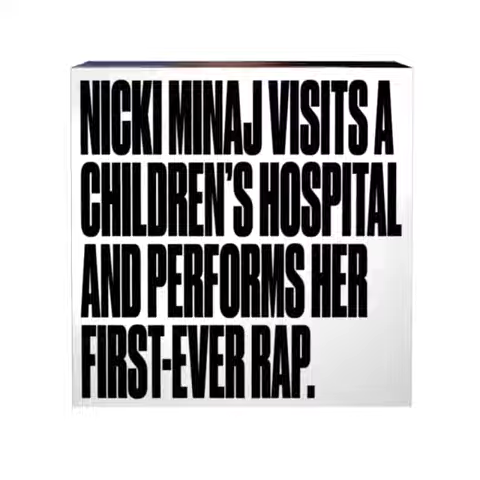 NICKI MINAJ VISITS A
CHILDREN'S HOSPITAL
AND PERFORMS HER
FIRST-EVER RAP.